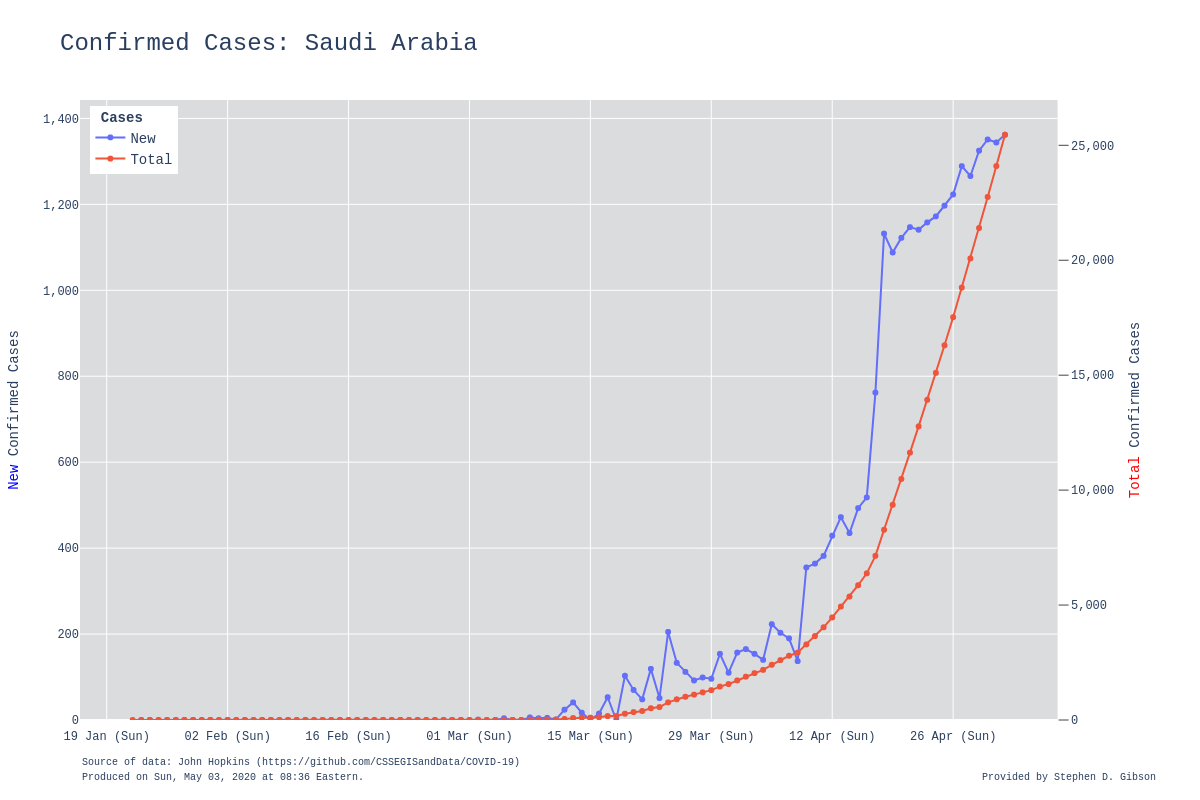 Confirmed Cases: Saudi Arabia
Cases
New
Total
1,400
1,200
1,000
800
600
400
200
0
25,000
20,000
15,000
10,000
5,000
0
New Confirmed Cases
Total Confirmed Cases
19 Jan (Sun) 02 Feb (Sun) 16 Feb (Sun) 01 Mar (Sun) 15 Mar (Sun) 29 Mar (Sun) 12 Apr (Sun) 26 Apr (Sun)
Source of data: John Hopkins (https://github.com/CSSEGISandData/COVID-19)
Produced on Sun, May 03, 2020 at 08:36 Eastern.
Provided by Stephen D. Gibson